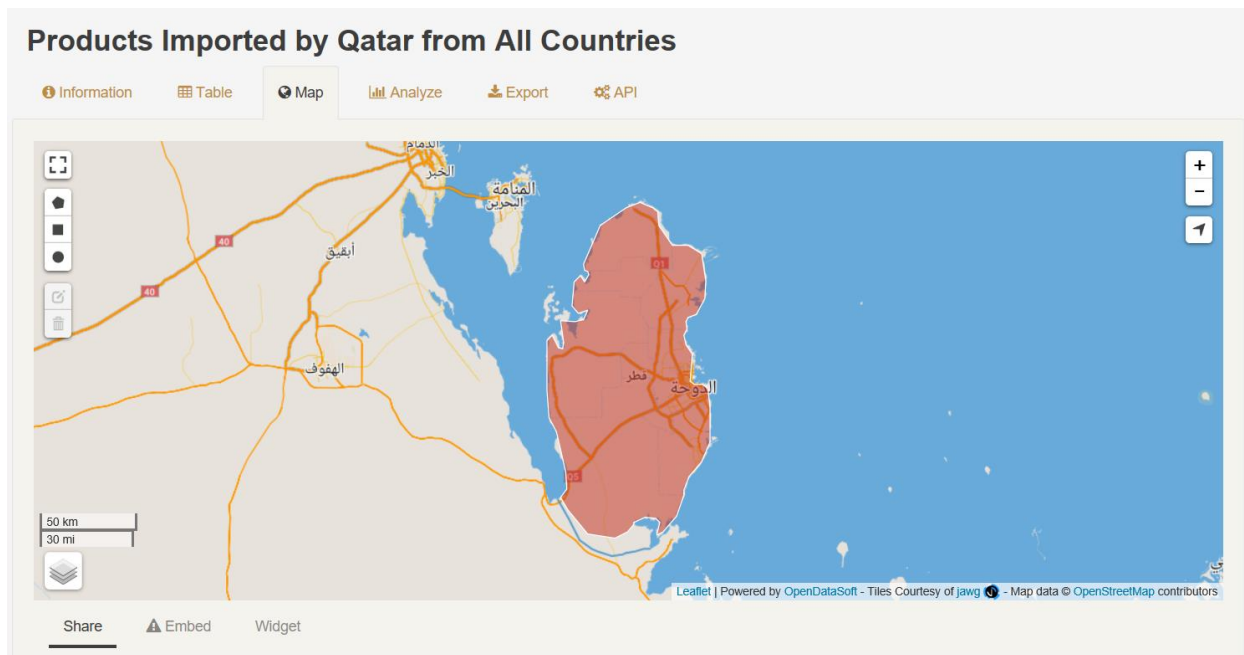 Products Imported by Qatar from All Countries
Information Table Map Analyze Export API
الدمام
الخبر
المنامة
البحرين
40
أبقيق
Q1
40
الهفوف
قطر
الدوحة
Q5
50 km
30 mi
+
−
Leaflet | Powered by OpenDataSoft - Tiles Courtesy of jawg - Map data © OpenStreetMap contributors
Share Embed Widget